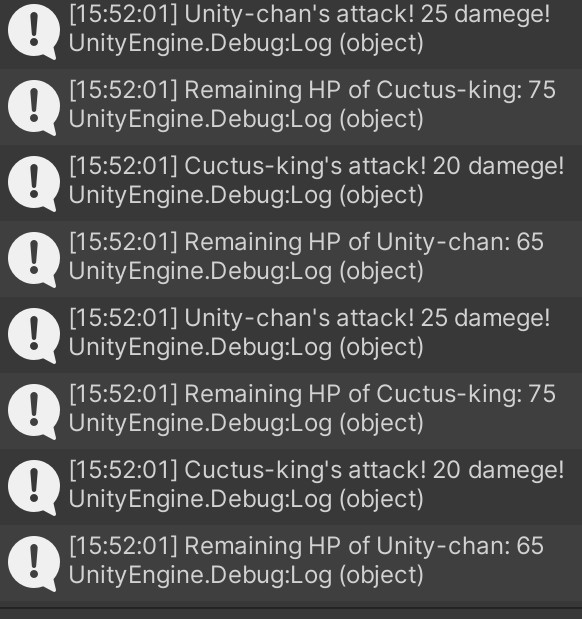 [15:52:01] Unity-chan's attack! 25 damege!
UnityEngine.Debug:Log (object)
[15:52:01] Remaining HP of Cuctus-king: 75
UnityEngine.Debug:Log (object)
[15:52:01] Cuctus-king's attack! 20 damege!
UnityEngine.Debug:Log (object)
[15:52:01] Remaining HP of Unity-chan: 65
UnityEngine.Debug:Log (object)
[15:52:01] Unity-chan's attack! 25 damege!
UnityEngine.Debug:Log (object)
[15:52:01] Remaining HP of Cuctus-king: 75
UnityEngine.Debug:Log (object)
[15:52:01] Cuctus-king's attack! 20 damege!
UnityEngine.Debug:Log (object)
[15:52:01] Remaining HP of Unity-chan: 65
UnityEngine.Debug:Log (object)